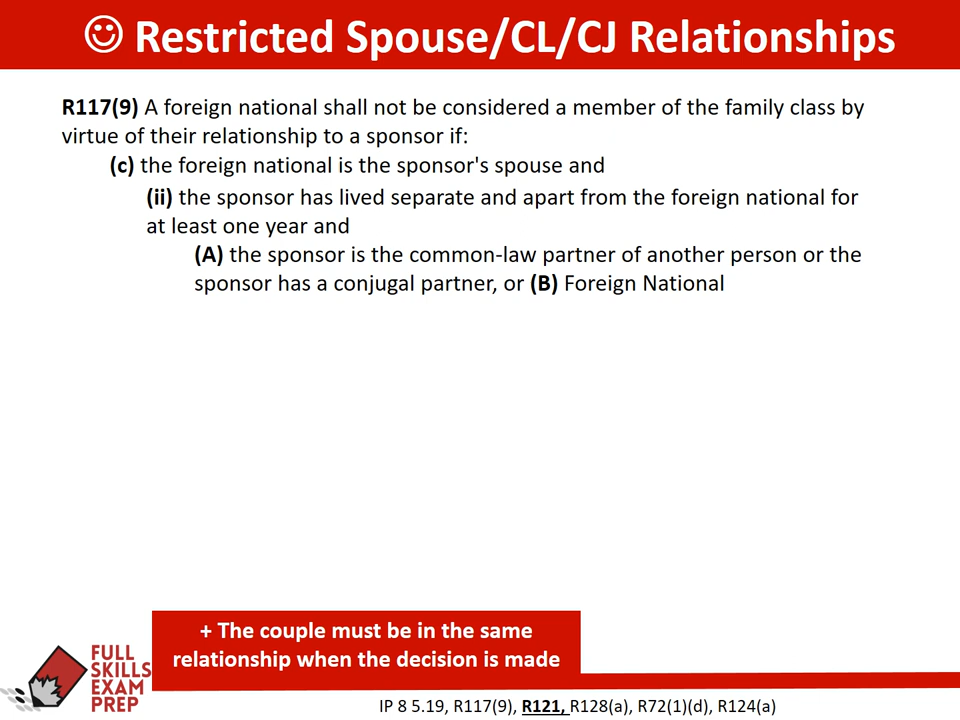 ☺ Restricted Spouse/CL/CJ Relationships
R117(9) A foreign national shall not be considered a member of the family class by
virtue of their relationship to a sponsor if:
(c) the foreign national is the sponsor's spouse and
(ii) the sponsor has lived separate and apart from the foreign national for
at least one year and
(A) the sponsor is the common-law partner of another person or the
sponsor has a conjugal partner, or (B) Foreign National
+ The couple must be in the same
relationship when the decision is made
FULL
SKILLS
EXAM
PREP
IP 8 5.19, R117(9), R121, R128(a), R72(1)(d), R124(a)